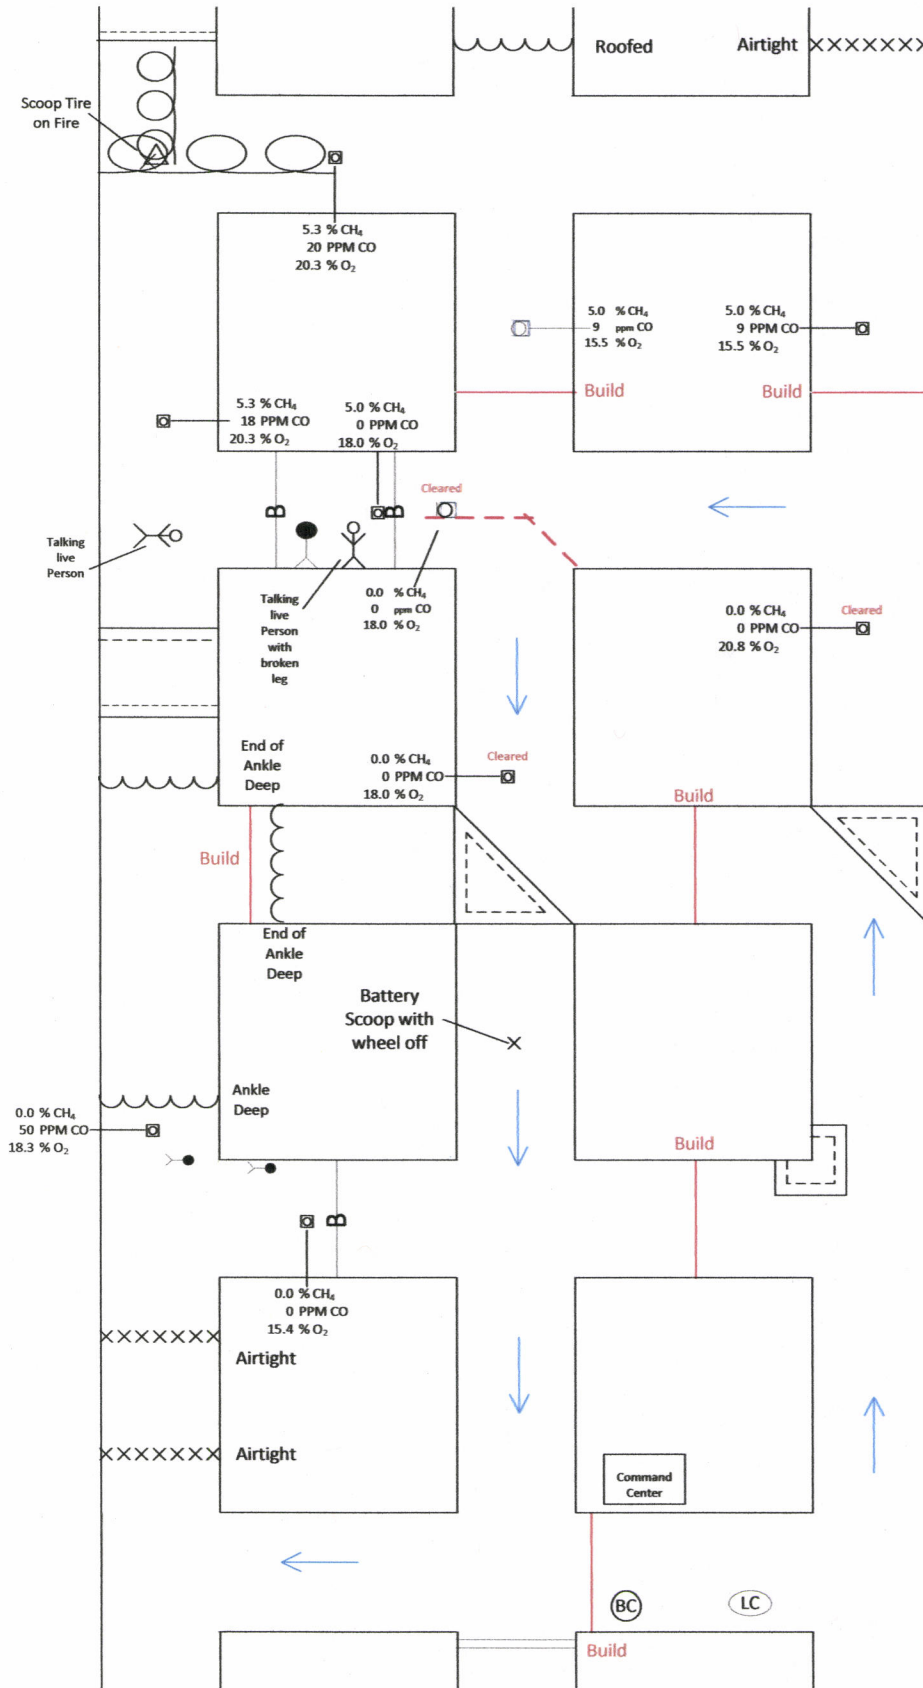 Roofed
Airtight
Scoop Tire
on Fire
5.3 % CH₄
20 PPM CO
20.3 % O₂
5.0 % CH₄
9 ppm CO
15.5 % O₂
5.0 % CH₄
9 PPM CO
15.5 % O₂
Build
Build
5.3 % CH₄
18 PPM CO
20.3 % O₂
5.0 % CH₄
0 PPM CO
18.0 % O₂
B
B
Cleared
Talking
live
Person
Talking
live
Person
with
broken
leg
0.0 % CH₄
0 ppm CO
18.0 % O₂
0.0 % CH₄
0 PPM CO
20.8 % O₂
Cleared
End of
Ankle
Deep
0.0 % CH₄
0 PPM CO
18.0 % O₂
Cleared
Build
Build
End of
Ankle
Deep
Battery
Scoop with
wheel off
Ankle
Deep
0.0 % CH₄
50 PPM CO
18.3 % O₂
Build
B
0.0 % CH₄
0 PPM CO
15.4 % O₂
Airtight
Airtight
Command
Center
BC
LC
Build